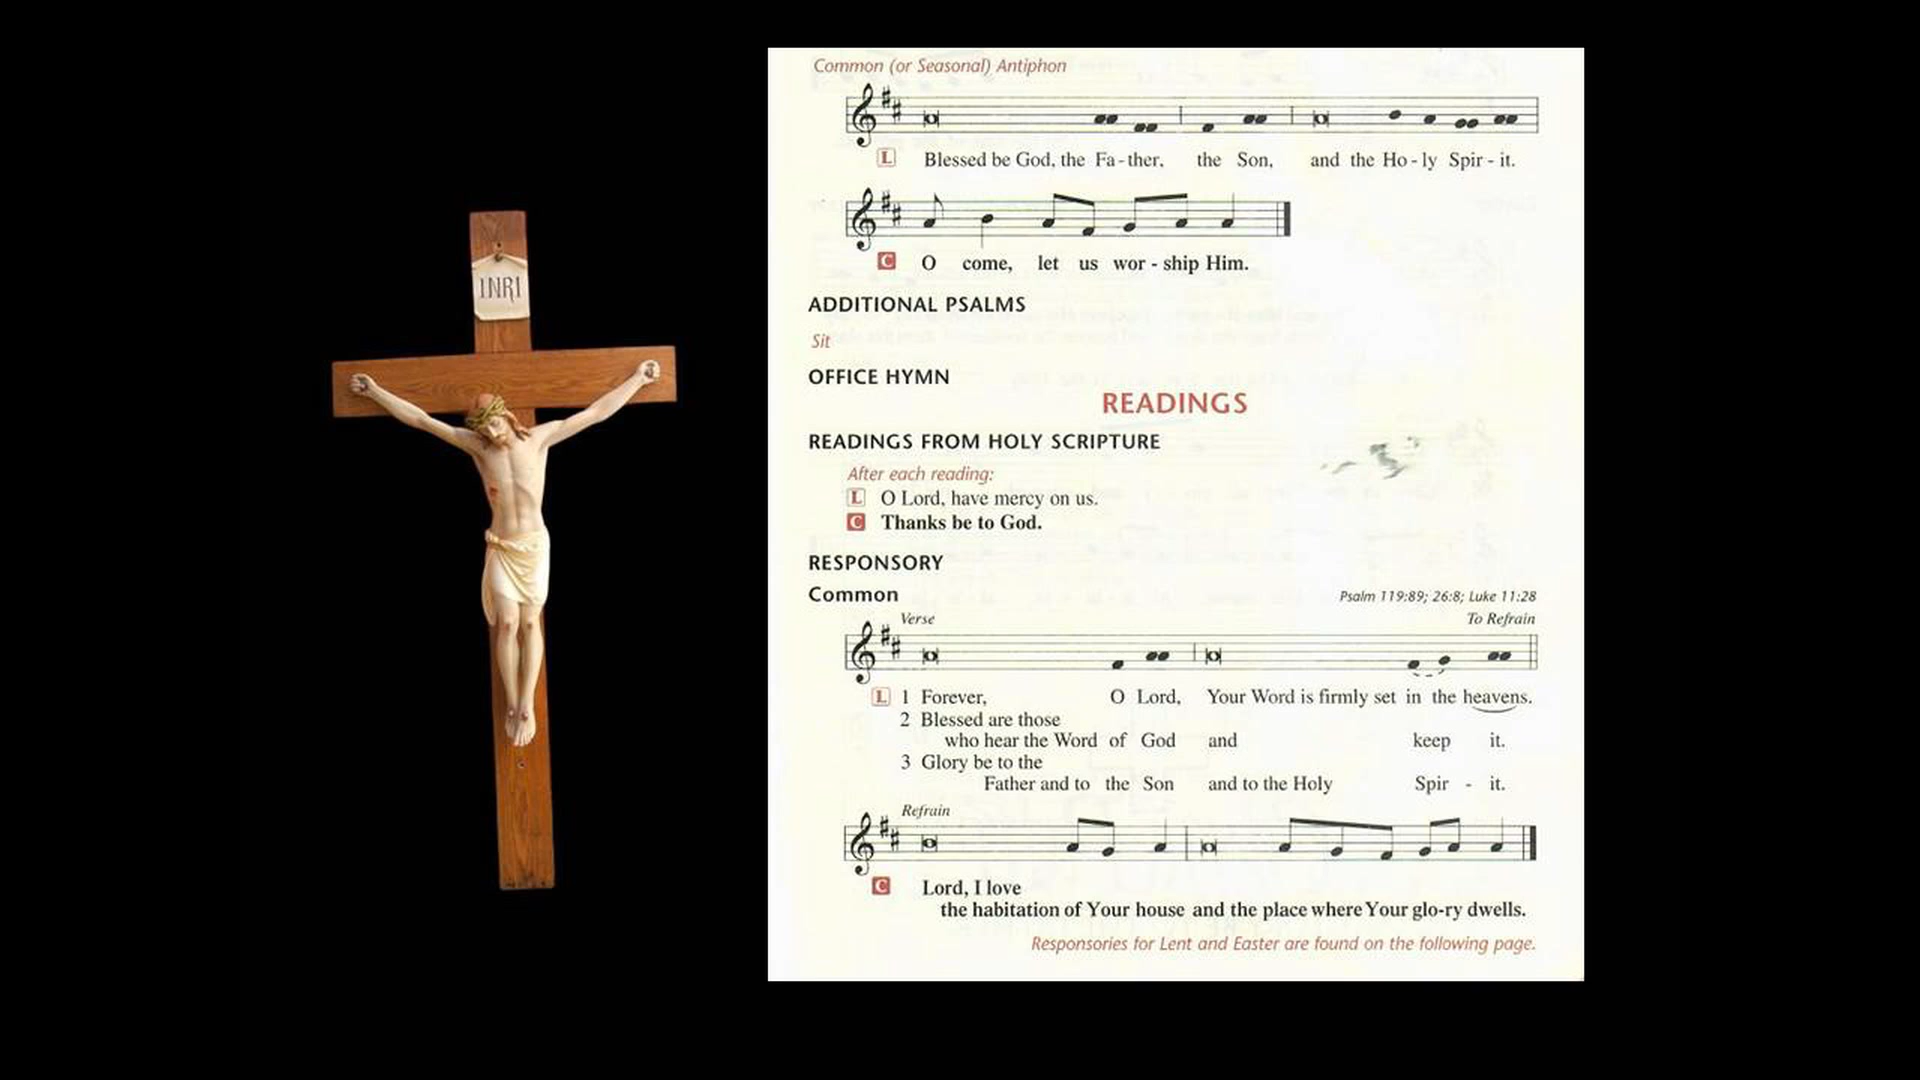 INRI
Common (or Seasonal) Antiphon
L Blessed be God, the Fa - ther, the Son, and the Ho - ly Spir - it.
C O come, let us wor - ship Him.
ADDITIONAL PSALMS
Sit
OFFICE HYMN
READINGS
READINGS FROM HOLY SCRIPTURE
After each reading:
L O Lord, have mercy on us.
C Thanks be to God.
RESPONSORY
Common Psalm 119:89; 26:8; Luke 11:28
Verse To Refrain
L 1 Forever, O Lord, Your Word is firmly set in the heavens.
2 Blessed are those
who hear the Word of God and keep it.
3 Glory be to the
Father and to the Son and to the Holy Spir - it.
Refrain
C Lord, I love
the habitation of Your house and the place where Your glo-ry dwells.
Responsories for Lent and Easter are found on the following page.